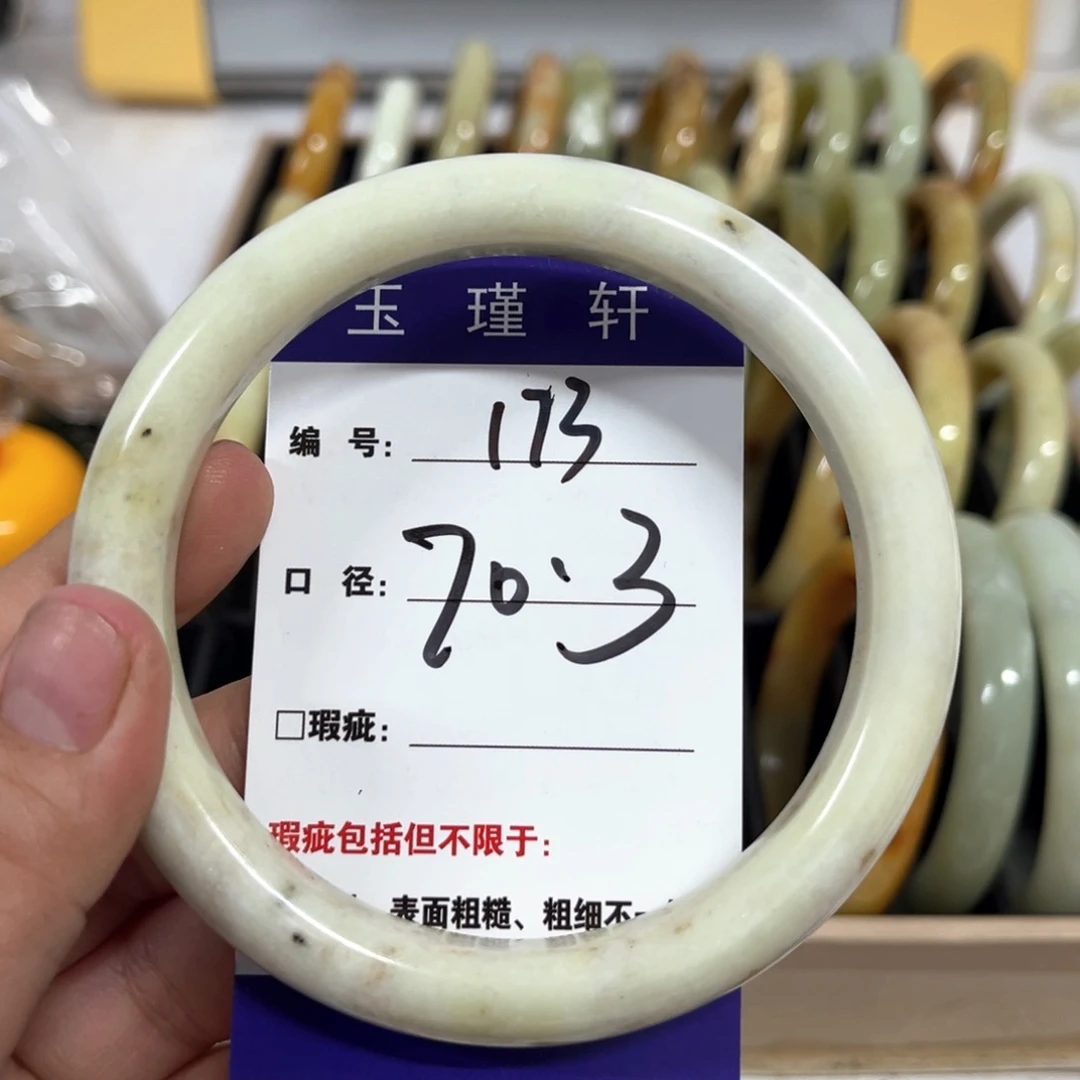 玉瑾轩
编号: 173
口径: 70.3
□瑕疵:
瑕疵包括但不限于:
表面粗糙、粗细不一